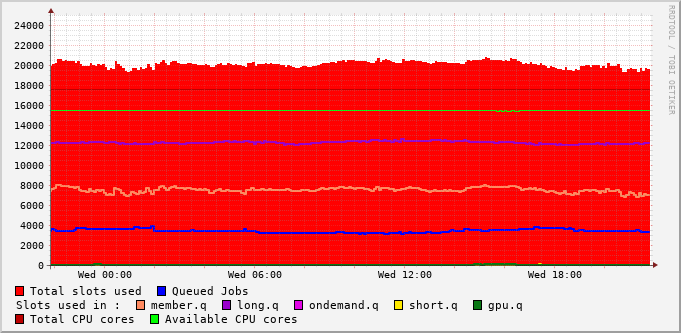 RRDTOOL / TOBI OETIKER
24000
22000
20000
18000
16000
14000
12000
10000
8000
6000
4000
2000
0
Wed 00:00 Wed 06:00 Wed 12:00 Wed 18:00
Total slots used Queued Jobs
Slots used in : member.q long.q ondemand.q short.q gpu.q
Total CPU cores Available CPU cores